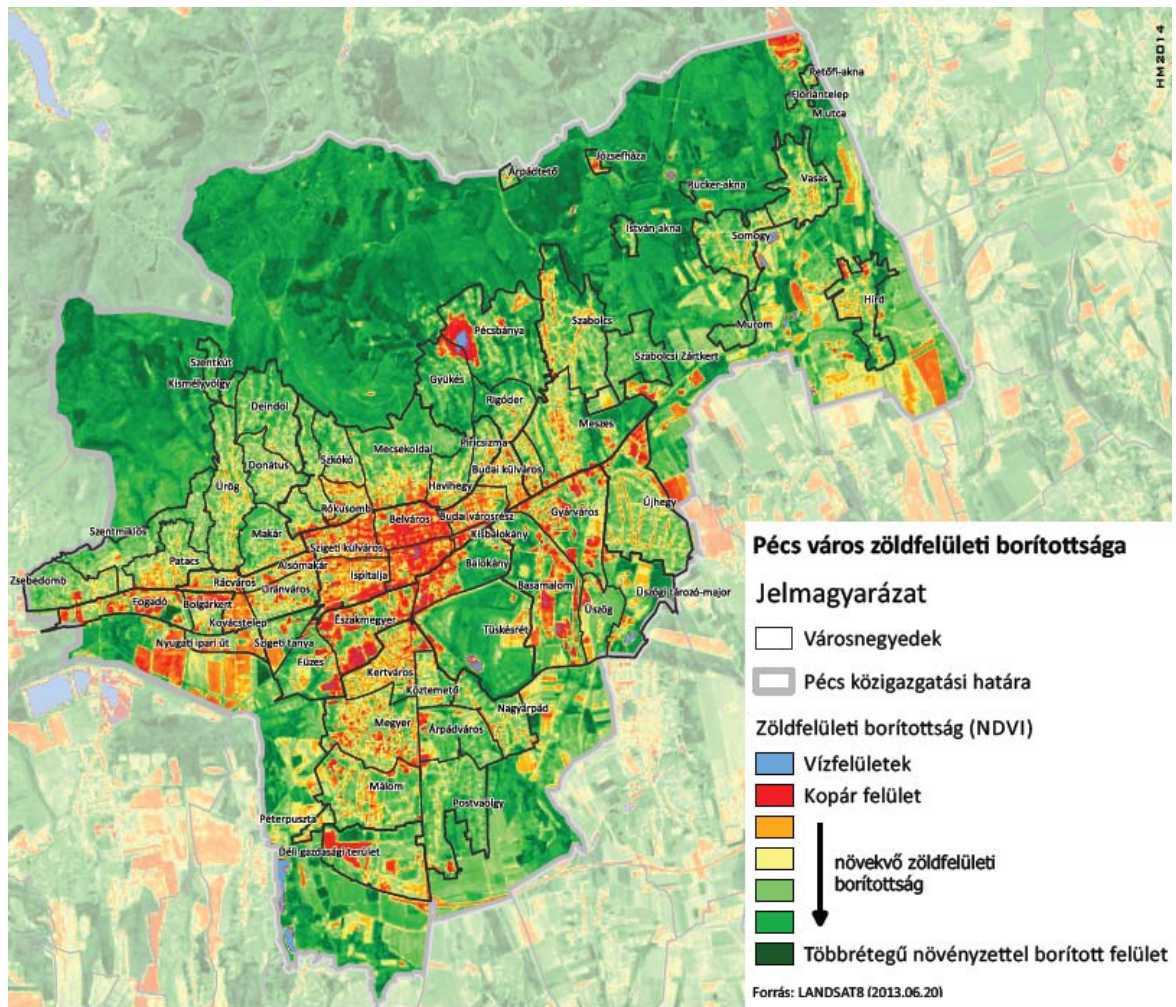 HM2014
Petőfi-akna
Flóriántelep
M utca
Józsefháza
Árpádtető
Vasas
Rücker-akna
István-akna
Somogy
Hird
Pécsbánya
Szabolcs
Murom
Szabolcsi Zártkert
Szentkút
Kismélyvölgy
Gyükés
Rigóder
Deindol
Meszes
Mecsekoldal
Piricsizma
Szkókó
Donátus
Budai külváros
Ürög
Havihegy
Újhegy
Rókusdomb
Gyárváros
Belváros
Budai városrész
Szentmiklós
Makár
Kisbalokány
Szigeti külváros
Patacs
Alsómakár
Balokány
Zsebedomb
Rácváros
Ispitalja
Uránváros
Basamalom
Üszögi tározó-major
Fogadó
Bolgárkert
Üszög
Kovácstelep
Északmegyer
Tüskésrét
Nyugati ipari út
Szigeti tanya
Füzes
Kertváros
Köztemető
Nagyárpád
Megyer
Árpádváros
Málom
Postavölgy
Péterpuszta
Déli gazdasági terület
Pécs város zöldfelületi borítottsága
Jelmagyarázat
Városnegyedek
Pécs közigazgatási határa
Zöldfelületi borítottság (NDVI)
Vízfelületek
Kopár felület
növekvő zöldfelületi
borítottság
Többrétegű növényzettel borított felület
Forrás: LANDSAT8 (2013.06.20)